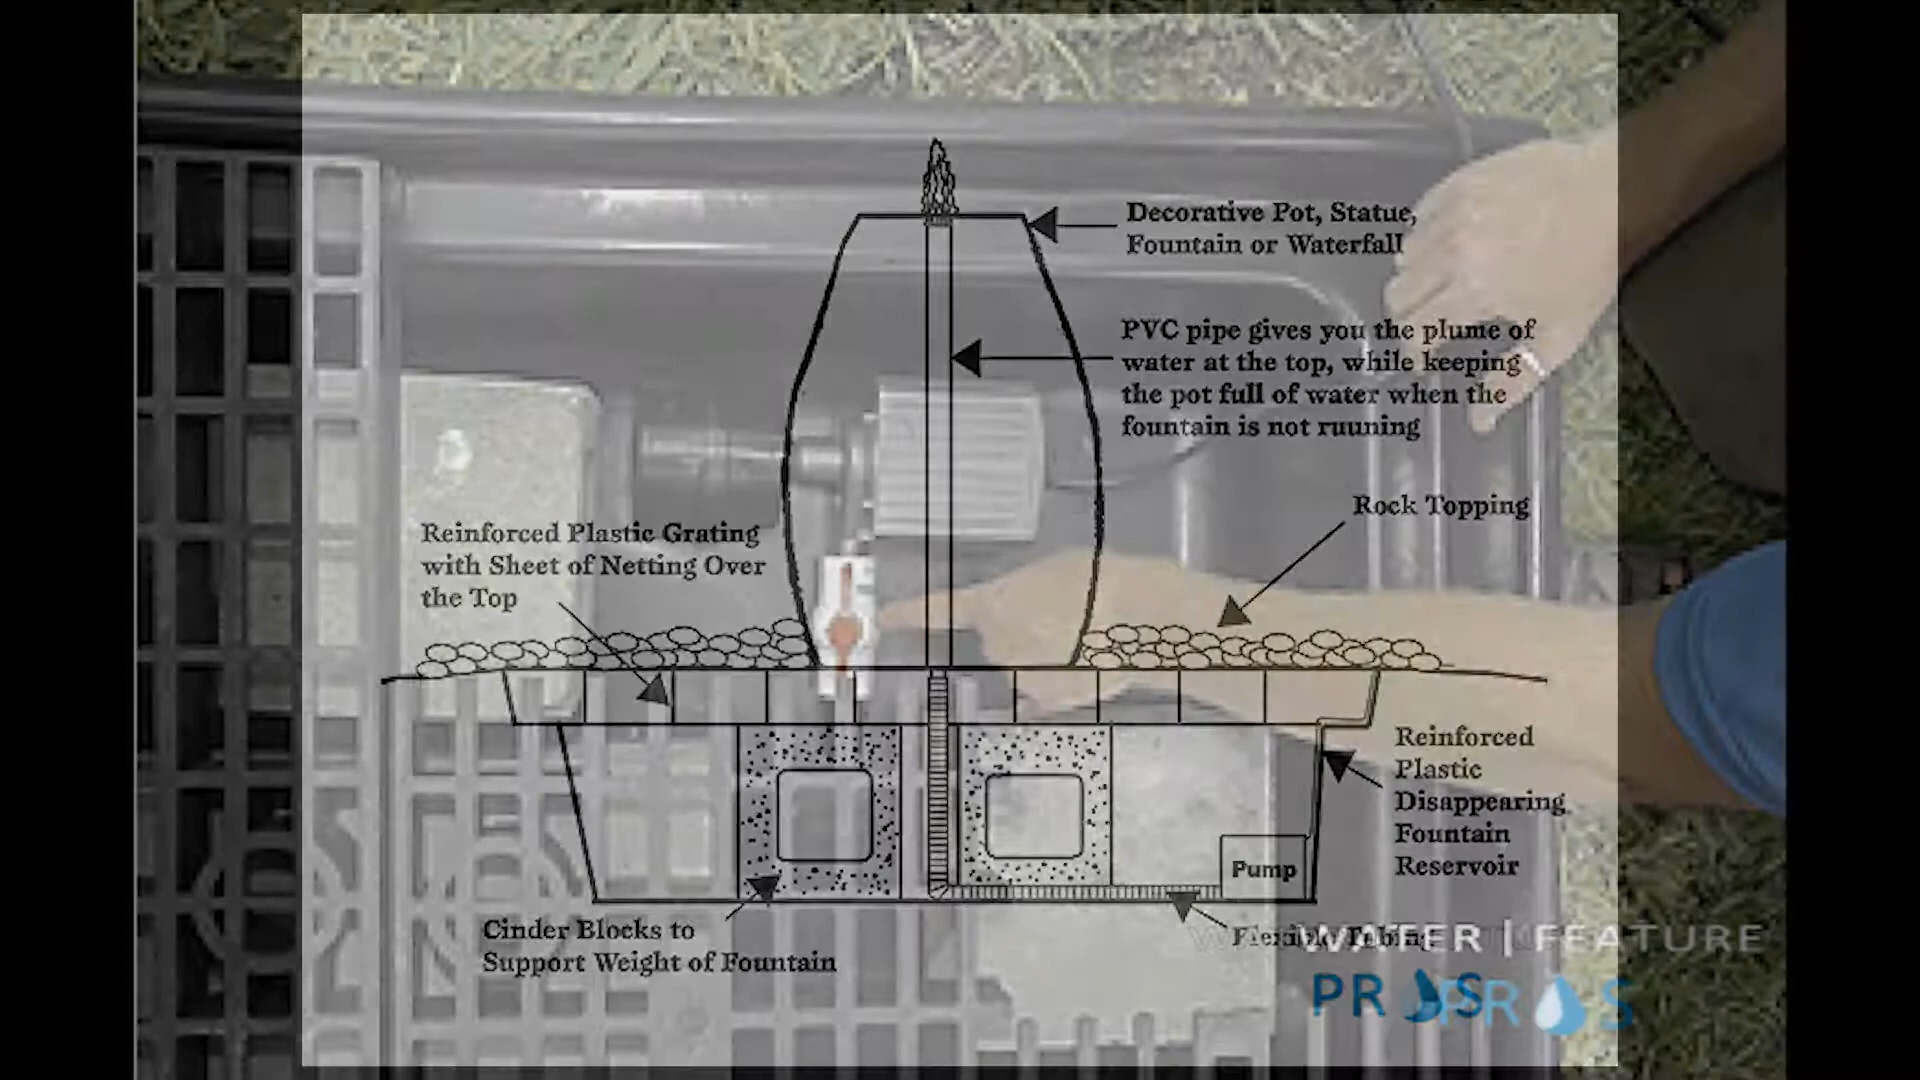 Decorative Pot, Statue,
Fountain or Waterfall
PVC pipe gives you the plume of
water at the top, while keeping
the pot full of water when the
fountain is not ruuning
Rock Topping
Reinforced Plastic Grating
with Sheet of Netting Over
the Top
Reinforced
Plastic
Disappearing
Fountain
Reservoir
Pump
Cinder Blocks to
Support Weight of Fountain
Flexible Tubing
WATER | FEATURE
PROS